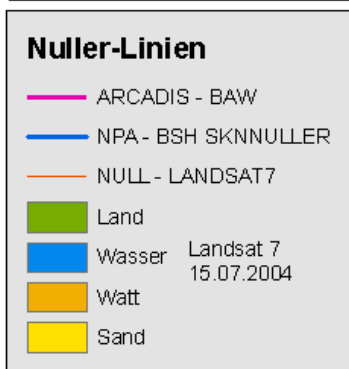 Nuller-Linien
ARCADIS - BAW
NPA - BSH SKNNULLER
NULL - LANDSAT7
Land
Wasser
Landsat 7
15.07.2004
Watt
Sand